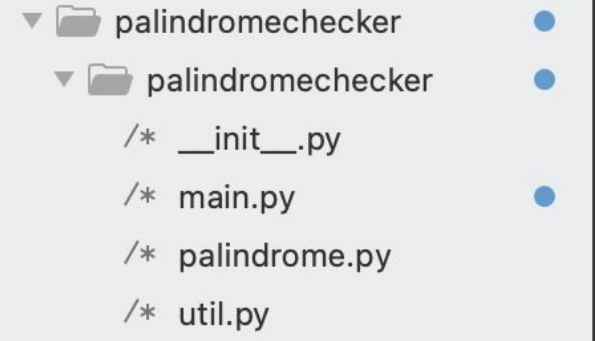 palindromechecker
palindromechecker
/* __init__.py
/* main.py
/* palindrome.py
/* util.py